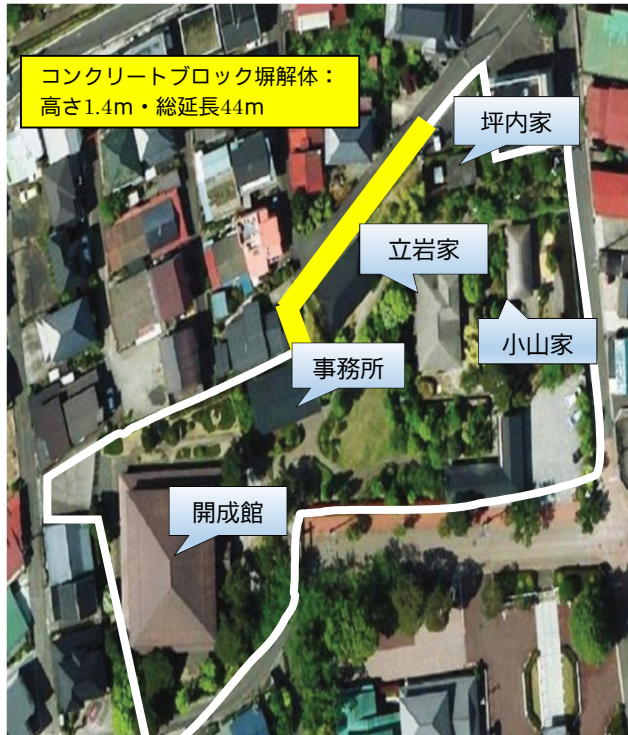 コンクリートブロック塀解体：
高さ1.4m・総延長44m
坪内家
立岩家
小山家
事務所
開成館